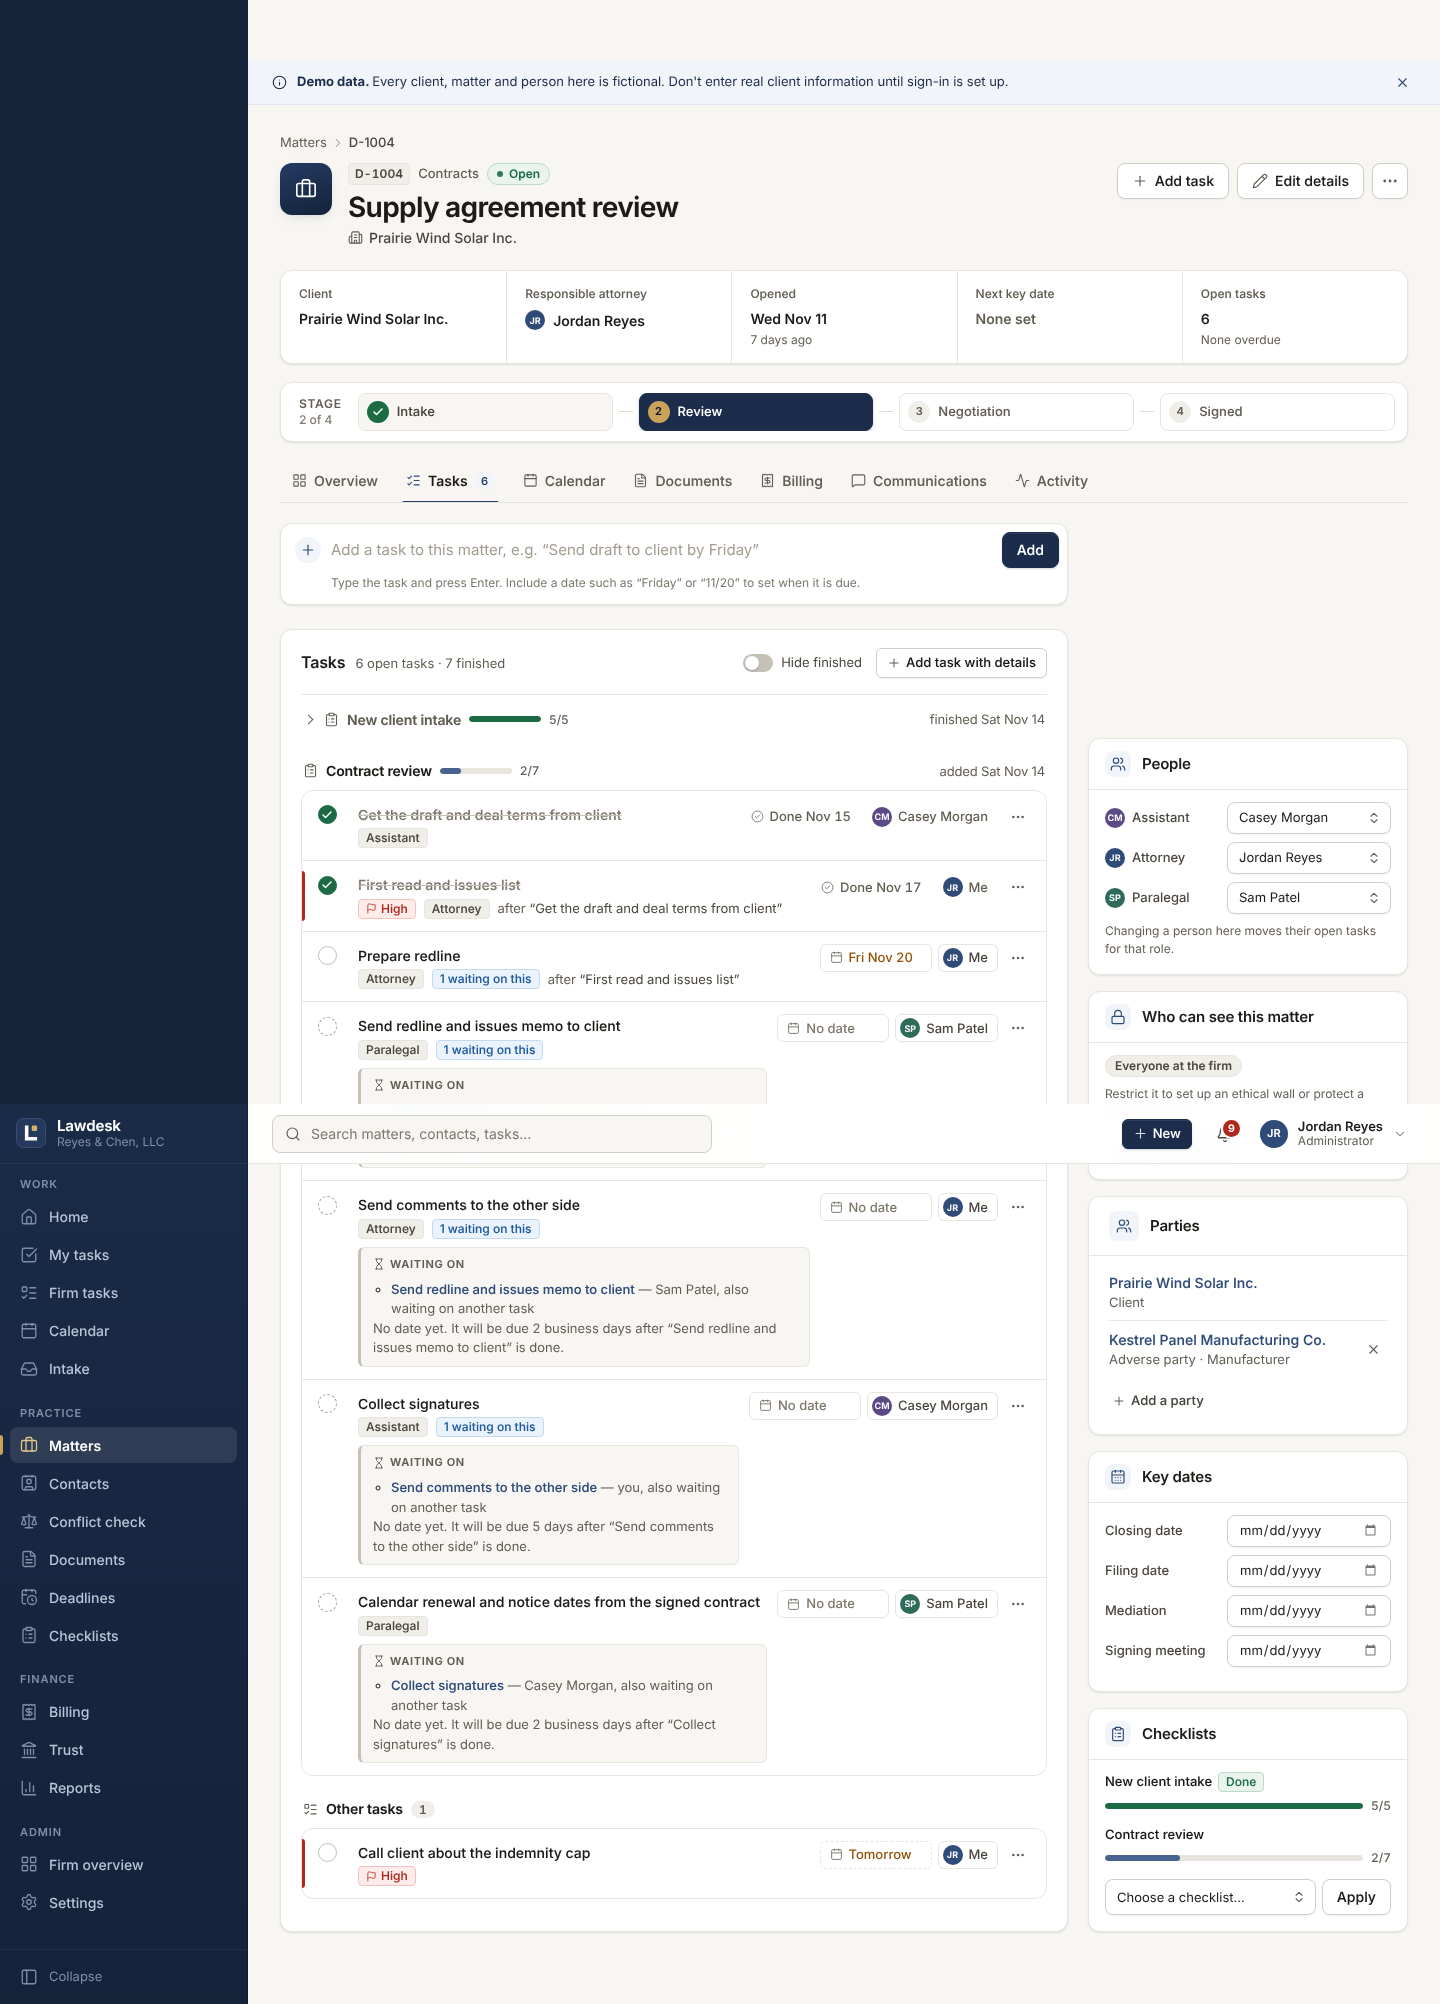 Demo data. Every client, matter and person here is fictional. Don't enter real client information until sign-in is set up.
Matters > D-1004
D-1004 Contracts Open
Supply agreement review
Prairie Wind Solar Inc.
Add task
Edit details
Client
Prairie Wind Solar Inc.
Responsible attorney
JR Jordan Reyes
Opened
Wed Nov 11
7 days ago
Next key date
None set
Open tasks
6
None overdue
STAGE
2 of 4
Intake
2 Review
3 Negotiation
4 Signed
Overview
Tasks 6
Calendar
Documents
Billing
Communications
Activity
Add a task to this matter, e.g. “Send draft to client by Friday”
Add
Type the task and press Enter. Include a date such as “Friday” or “11/20” to set when it is due.
Tasks 6 open tasks · 7 finished
Hide finished
Add task with details
New client intake 5/5 finished Sat Nov 14
Contract review 2/7 added Sat Nov 14
Get the draft and deal terms from client Done Nov 15 CM Casey Morgan
Assistant
First read and issues list Done Nov 17 JR Me
High Attorney after “Get the draft and deal terms from client”
Prepare redline Fri Nov 20 JR Me
Attorney 1 waiting on this after “First read and issues list”
Send redline and issues memo to client No date SP Sam Patel
Paralegal 1 waiting on this
WAITING ON
Send comments to the other side No date JR Me
Attorney 1 waiting on this
WAITING ON
Send redline and issues memo to client — Sam Patel, also
waiting on another task
No date yet. It will be due 2 business days after “Send redline and
issues memo to client” is done.
Collect signatures No date CM Casey Morgan
Assistant 1 waiting on this
WAITING ON
Send comments to the other side — you, also waiting
on another task
No date yet. It will be due 5 days after “Send comments
to the other side” is done.
Calendar renewal and notice dates from the signed contract No date SP Sam Patel
Paralegal
WAITING ON
Collect signatures — Casey Morgan, also waiting on
another task
No date yet. It will be due 2 business days after “Collect
signatures” is done.
Other tasks 1
Call client about the indemnity cap Tomorrow JR Me
High
People
CM Assistant Casey Morgan
JR Attorney Jordan Reyes
SP Paralegal Sam Patel
Changing a person here moves their open tasks
for that role.
Who can see this matter
Everyone at the firm
Restrict it to set up an ethical wall or protect a
Parties
Prairie Wind Solar Inc.
Client
Kestrel Panel Manufacturing Co.
Adverse party · Manufacturer
Add a party
Key dates
Closing date mm/dd/yyyy
Filing date mm/dd/yyyy
Mediation mm/dd/yyyy
Signing meeting mm/dd/yyyy
Checklists
New client intake Done
5/5
Contract review
2/7
Choose a checklist...
Apply
Lawdesk
Reyes & Chen, LLC
Search matters, contacts, tasks...
New
9
JR Jordan Reyes
Administrator
WORK
Home
My tasks
Firm tasks
Calendar
Intake
PRACTICE
Matters
Contacts
Conflict check
Documents
Deadlines
Checklists
FINANCE
Billing
Trust
Reports
ADMIN
Firm overview
Settings
Collapse